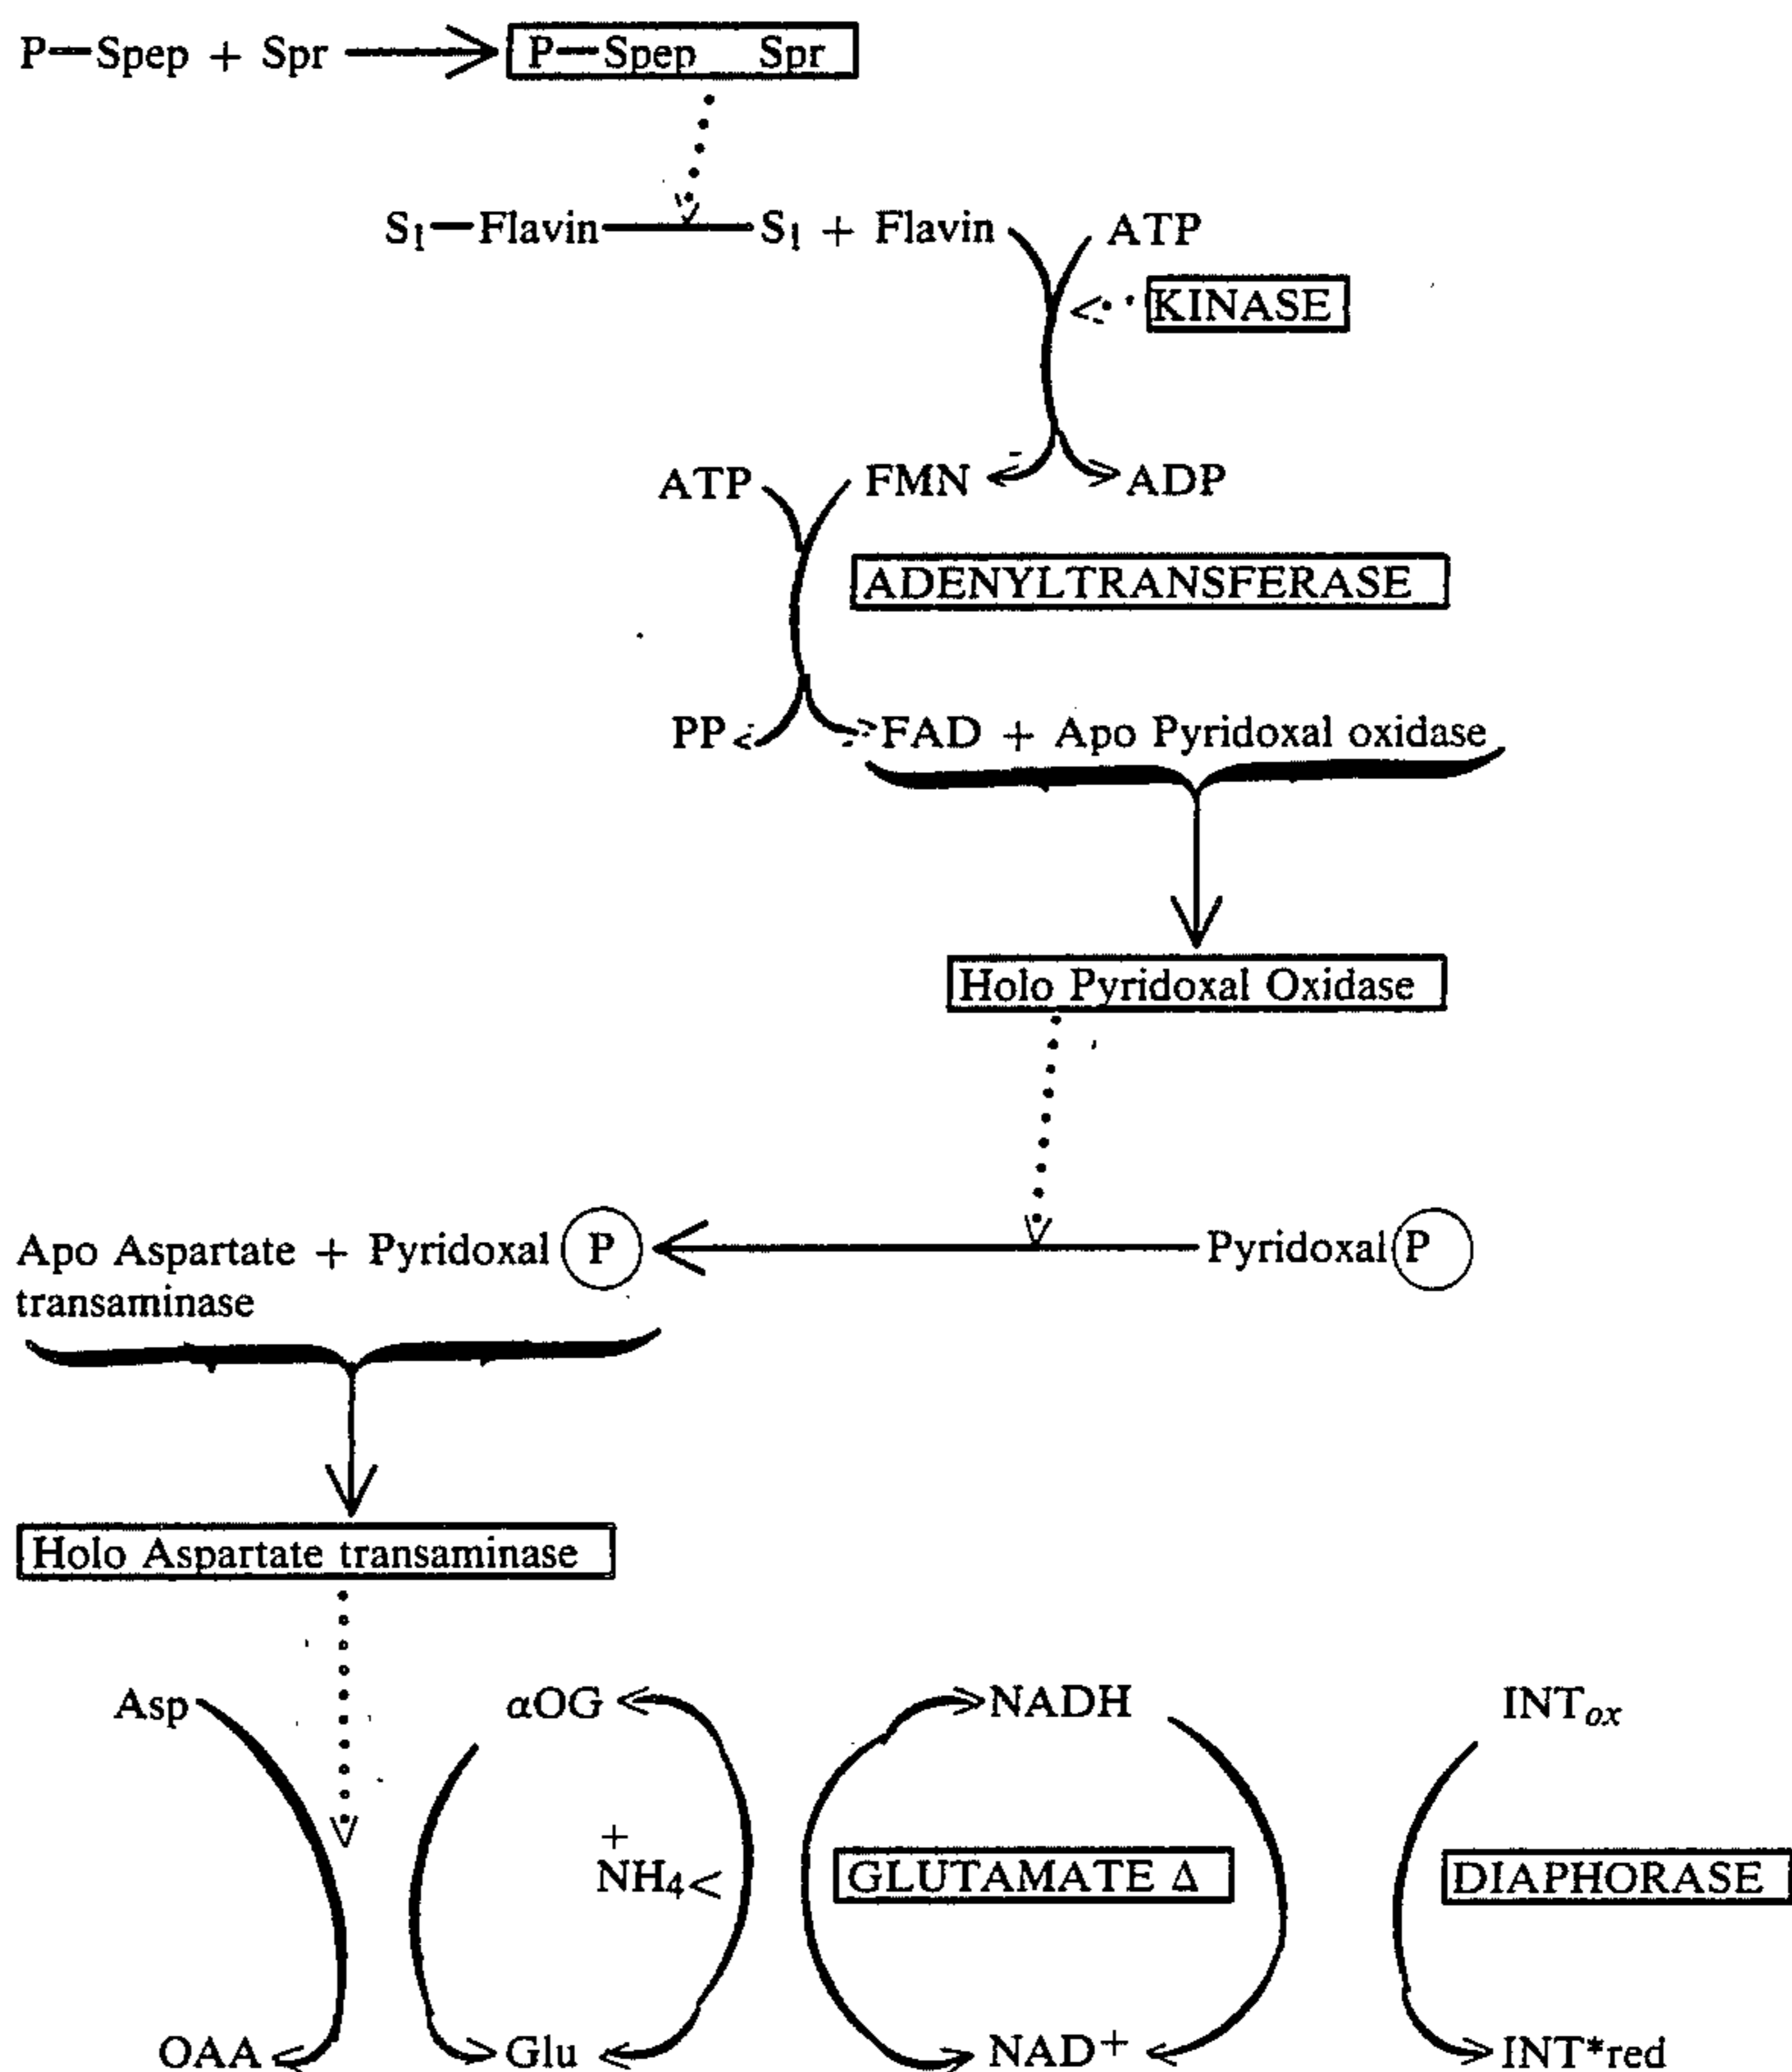 P—Spep + Spr P—Spep Spr
S₁—Flavin S₁ + Flavin ATP
KINASE
ATP FMN ADP
ADENYLTRANSFERASE
PP FAD + Apo Pyridoxal oxidase
Holo Pyridoxal Oxidase
Apo Aspartate + Pyridoxal P Pyridoxal P
transaminase
Holo Aspartate transaminase
Asp αOG NADH INTox
+
NH₄ GLUTAMATE Δ DIAPHORASE
OAA Glu NAD⁺ INT*red